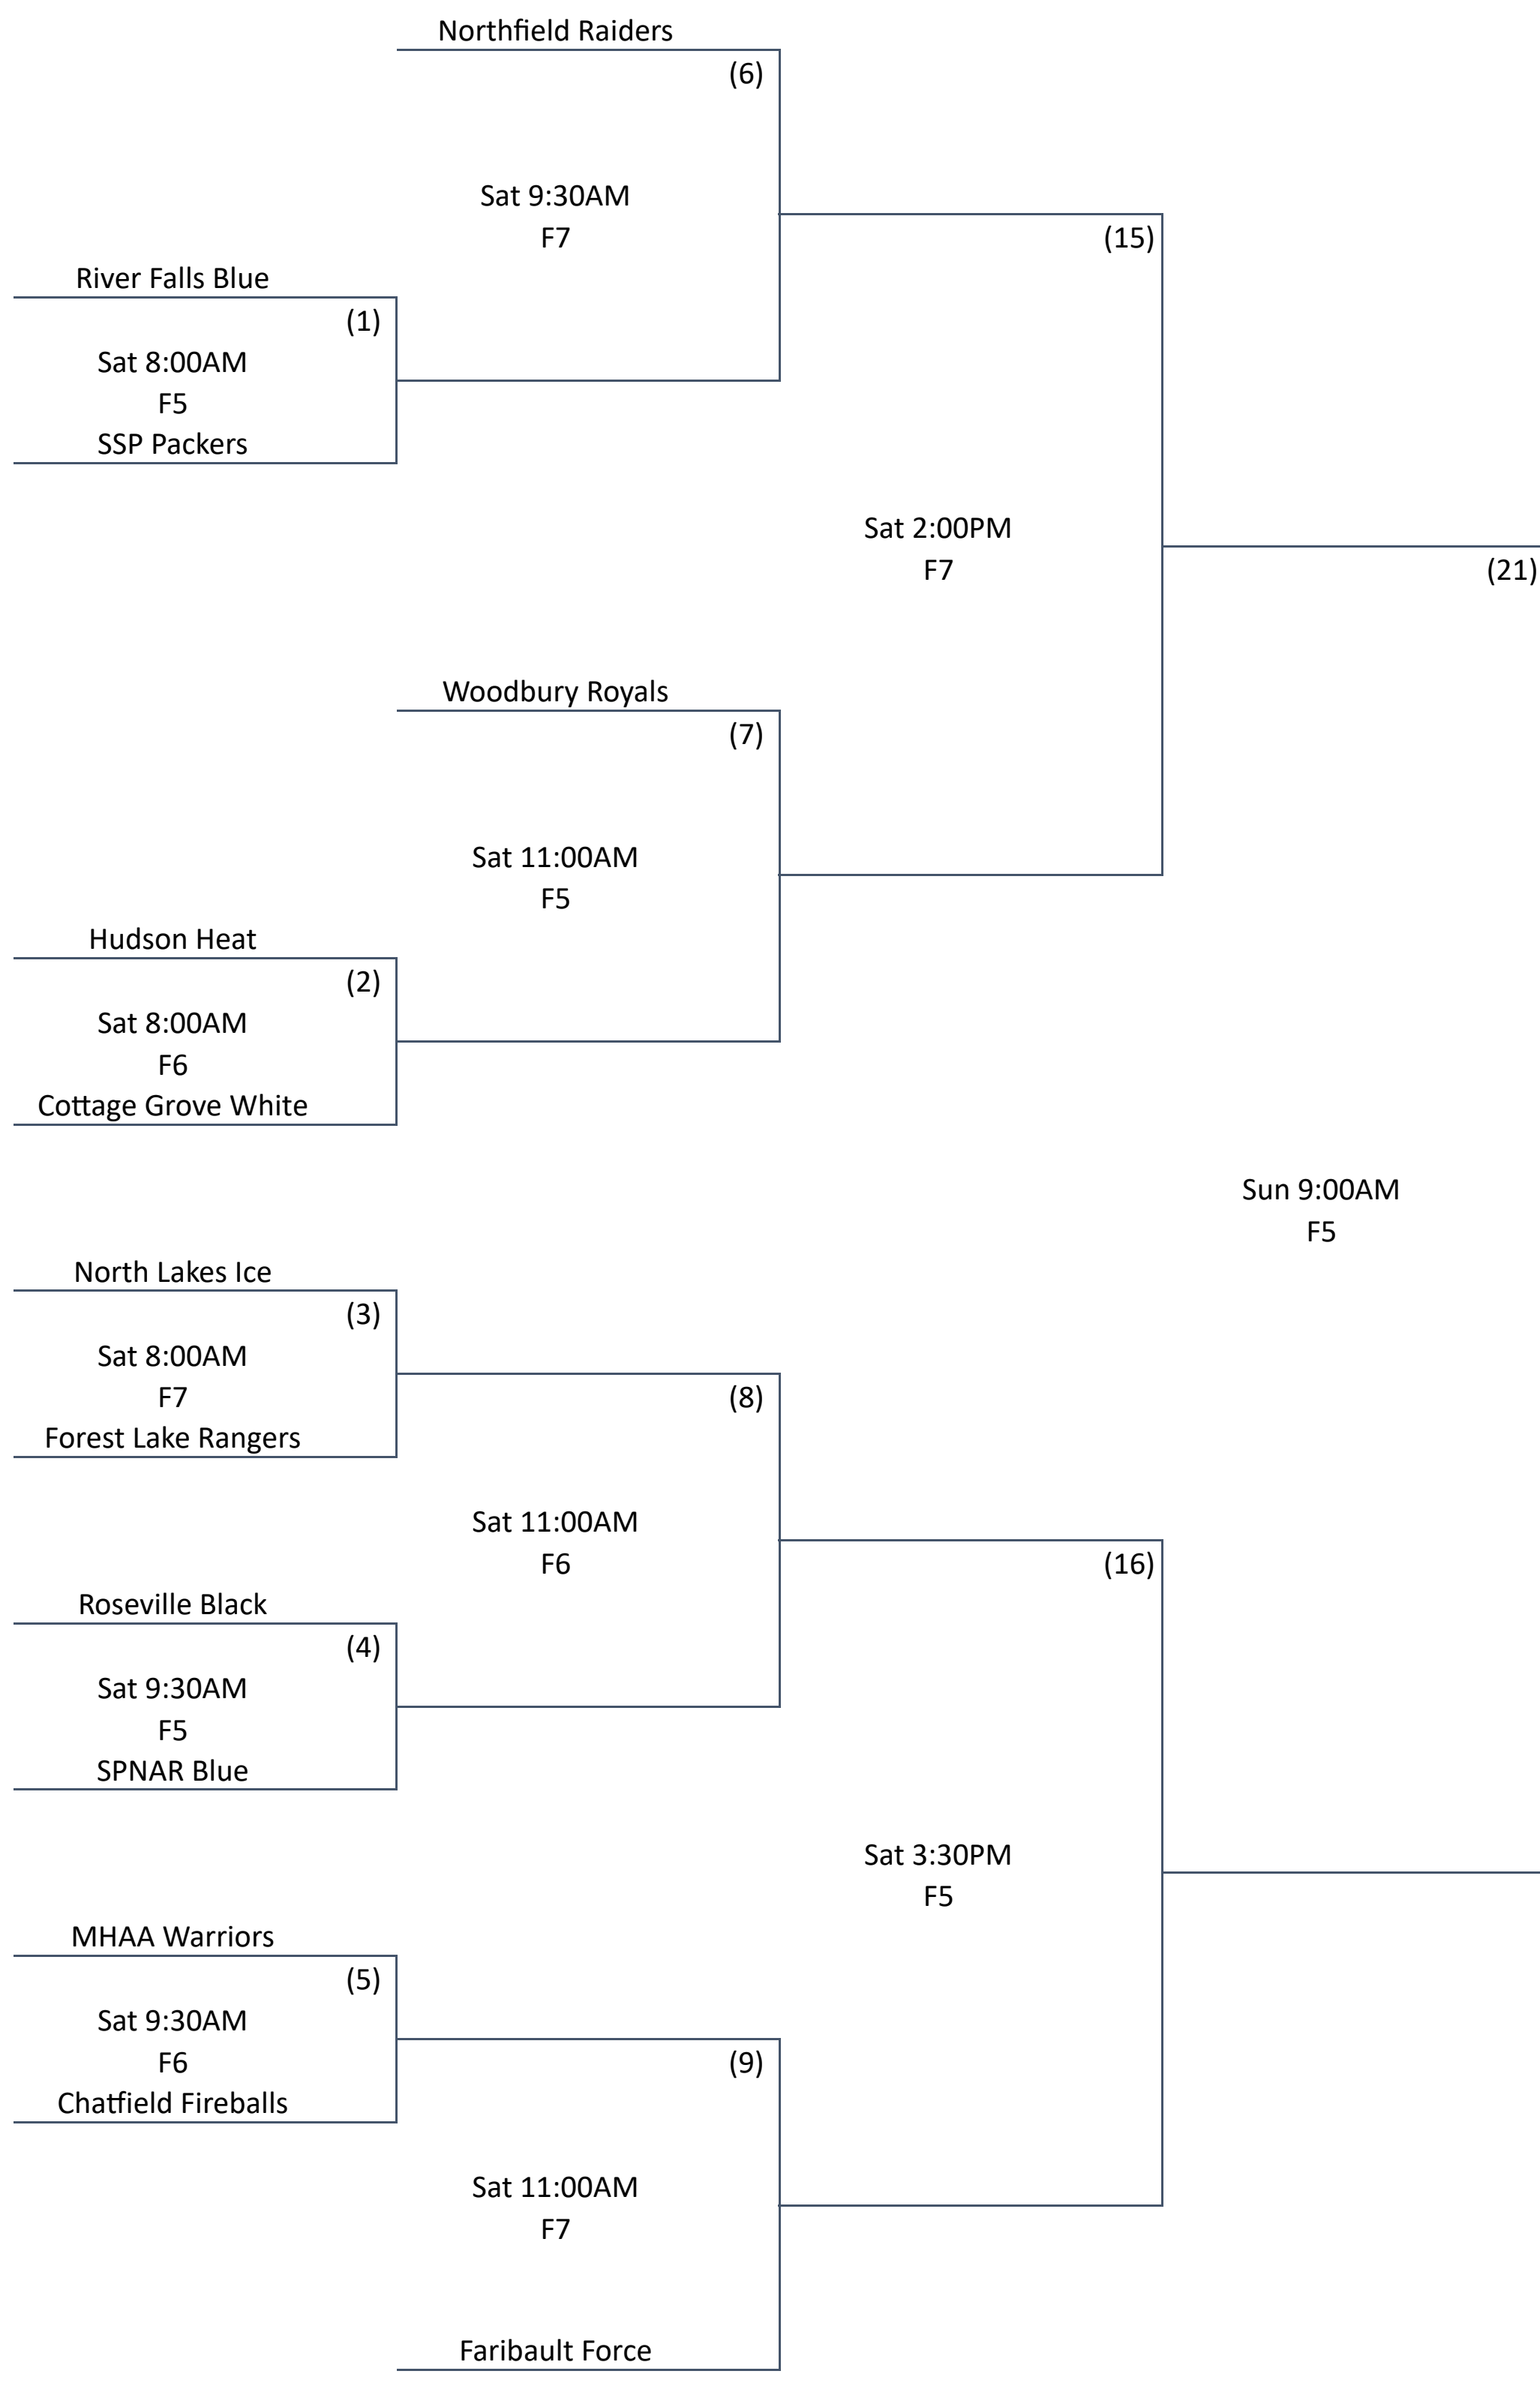 Northfield Raiders
(6)
Sat 9:30AM
F7
(15)
River Falls Blue
(1)
Sat 8:00AM
F5
SSP Packers
Sat 2:00PM
F7
(21)
Woodbury Royals
(7)
Sat 11:00AM
F5
Hudson Heat
(2)
Sat 8:00AM
F6
Cottage Grove White
Sun 9:00AM
F5
North Lakes Ice
(3)
Sat 8:00AM
F7
(8)
Forest Lake Rangers
Sat 11:00AM
F6
(16)
Roseville Black
(4)
Sat 9:30AM
F5
SPNAR Blue
Sat 3:30PM
F5
MHAA Warriors
(5)
Sat 9:30AM
F6
(9)
Chatfield Fireballs
Sat 11:00AM
F7
Faribault Force